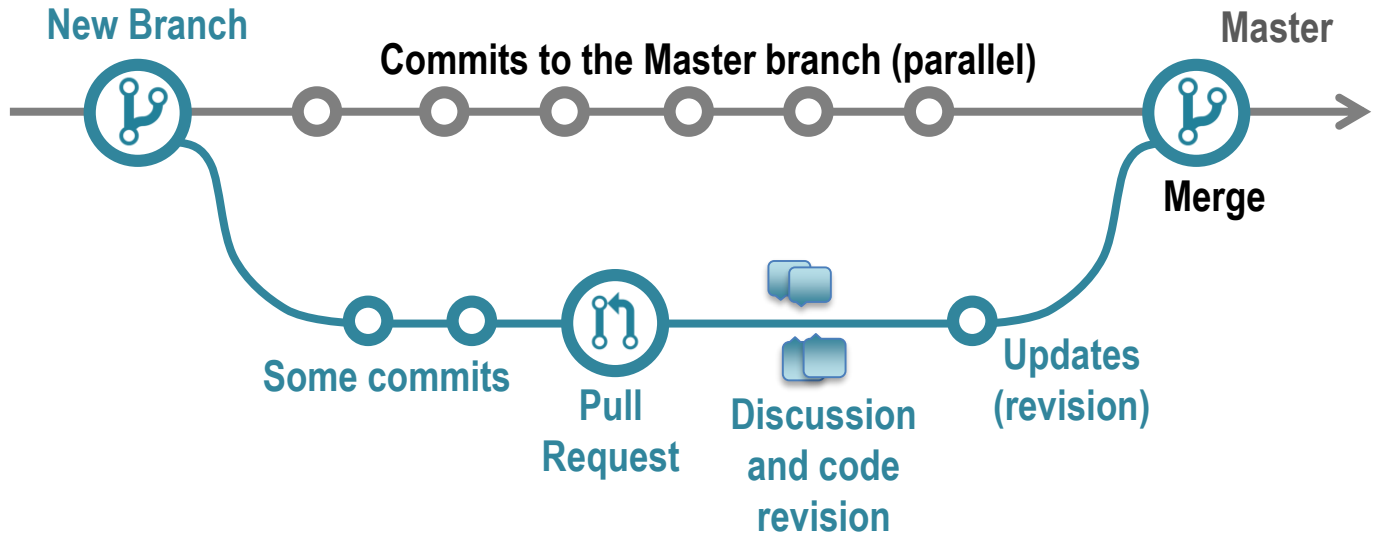 New Branch
Commits to the Master branch (parallel)
Master
Merge
Some commits
Pull
Request
Discussion
and code
revision
Updates
(revision)